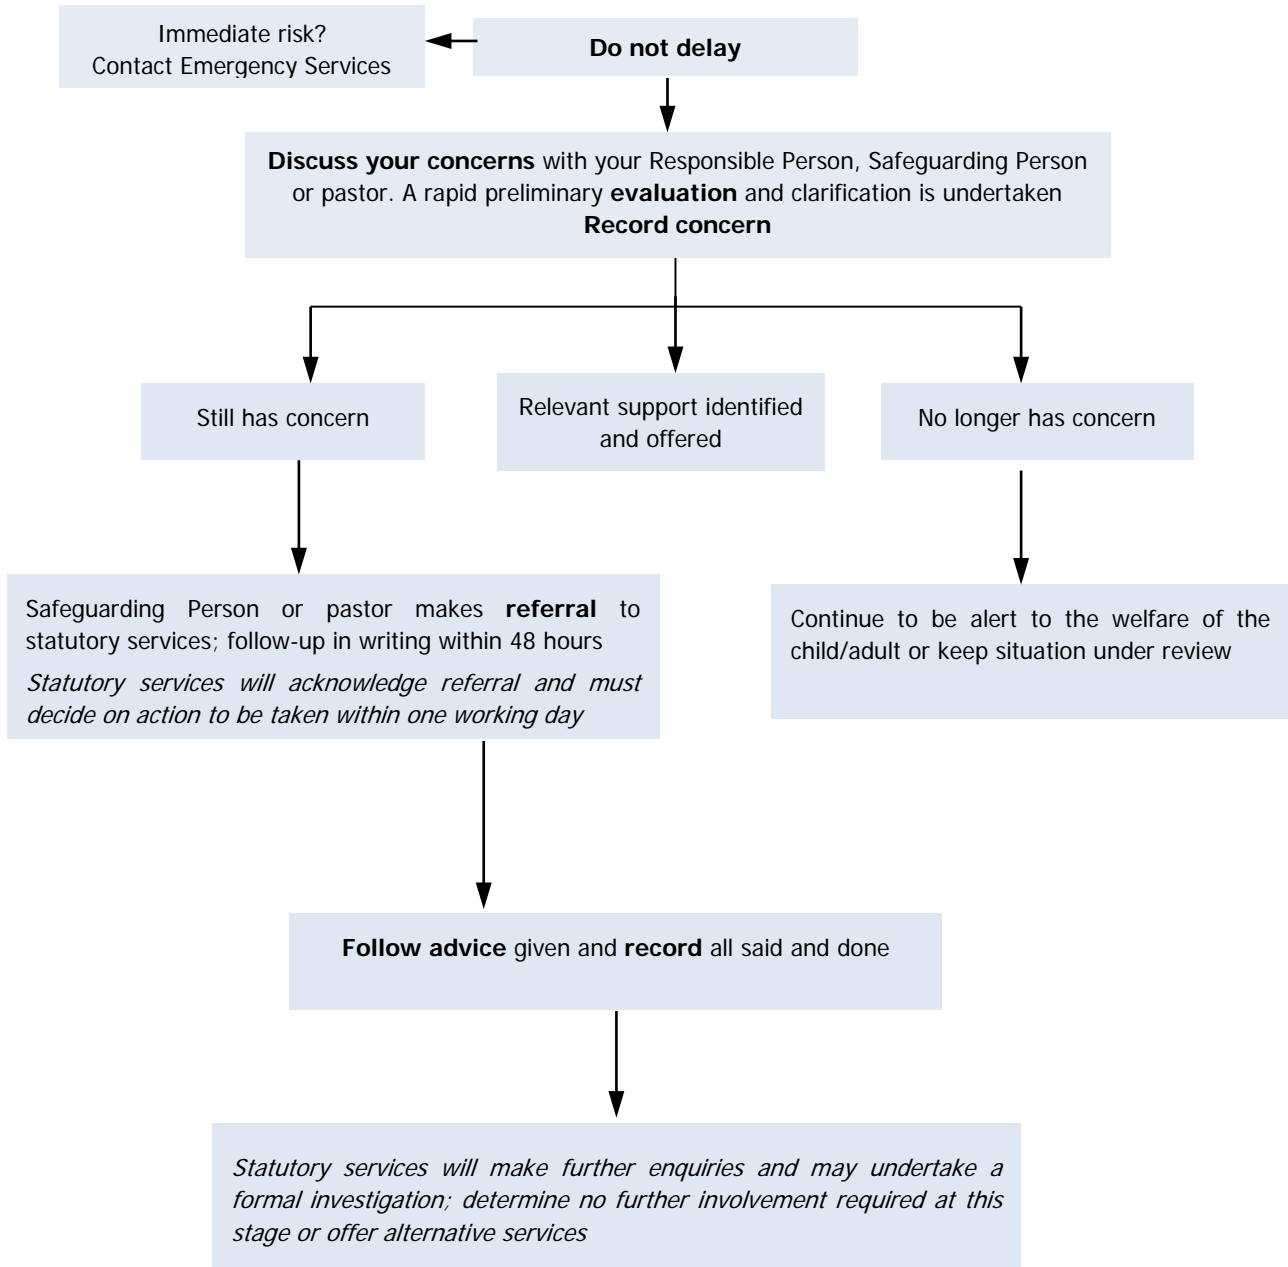 Immediate risk?
Contact Emergency Services
Do not delay
Discuss your concerns with your Responsible Person, Safeguarding Person
or pastor. A rapid preliminary evaluation and clarification is undertaken
Record concern
Still has concern
Relevant support identified
and offered
No longer has concern
Safeguarding Person or pastor makes referral to
statutory services; follow-up in writing within 48 hours
Statutory services will acknowledge referral and must
decide on action to be taken within one working day
Continue to be alert to the welfare of the
child/adult or keep situation under review
Follow advice given and record all said and done
Statutory services will make further enquiries and may undertake a
formal investigation; determine no further involvement required at this
stage or offer alternative services